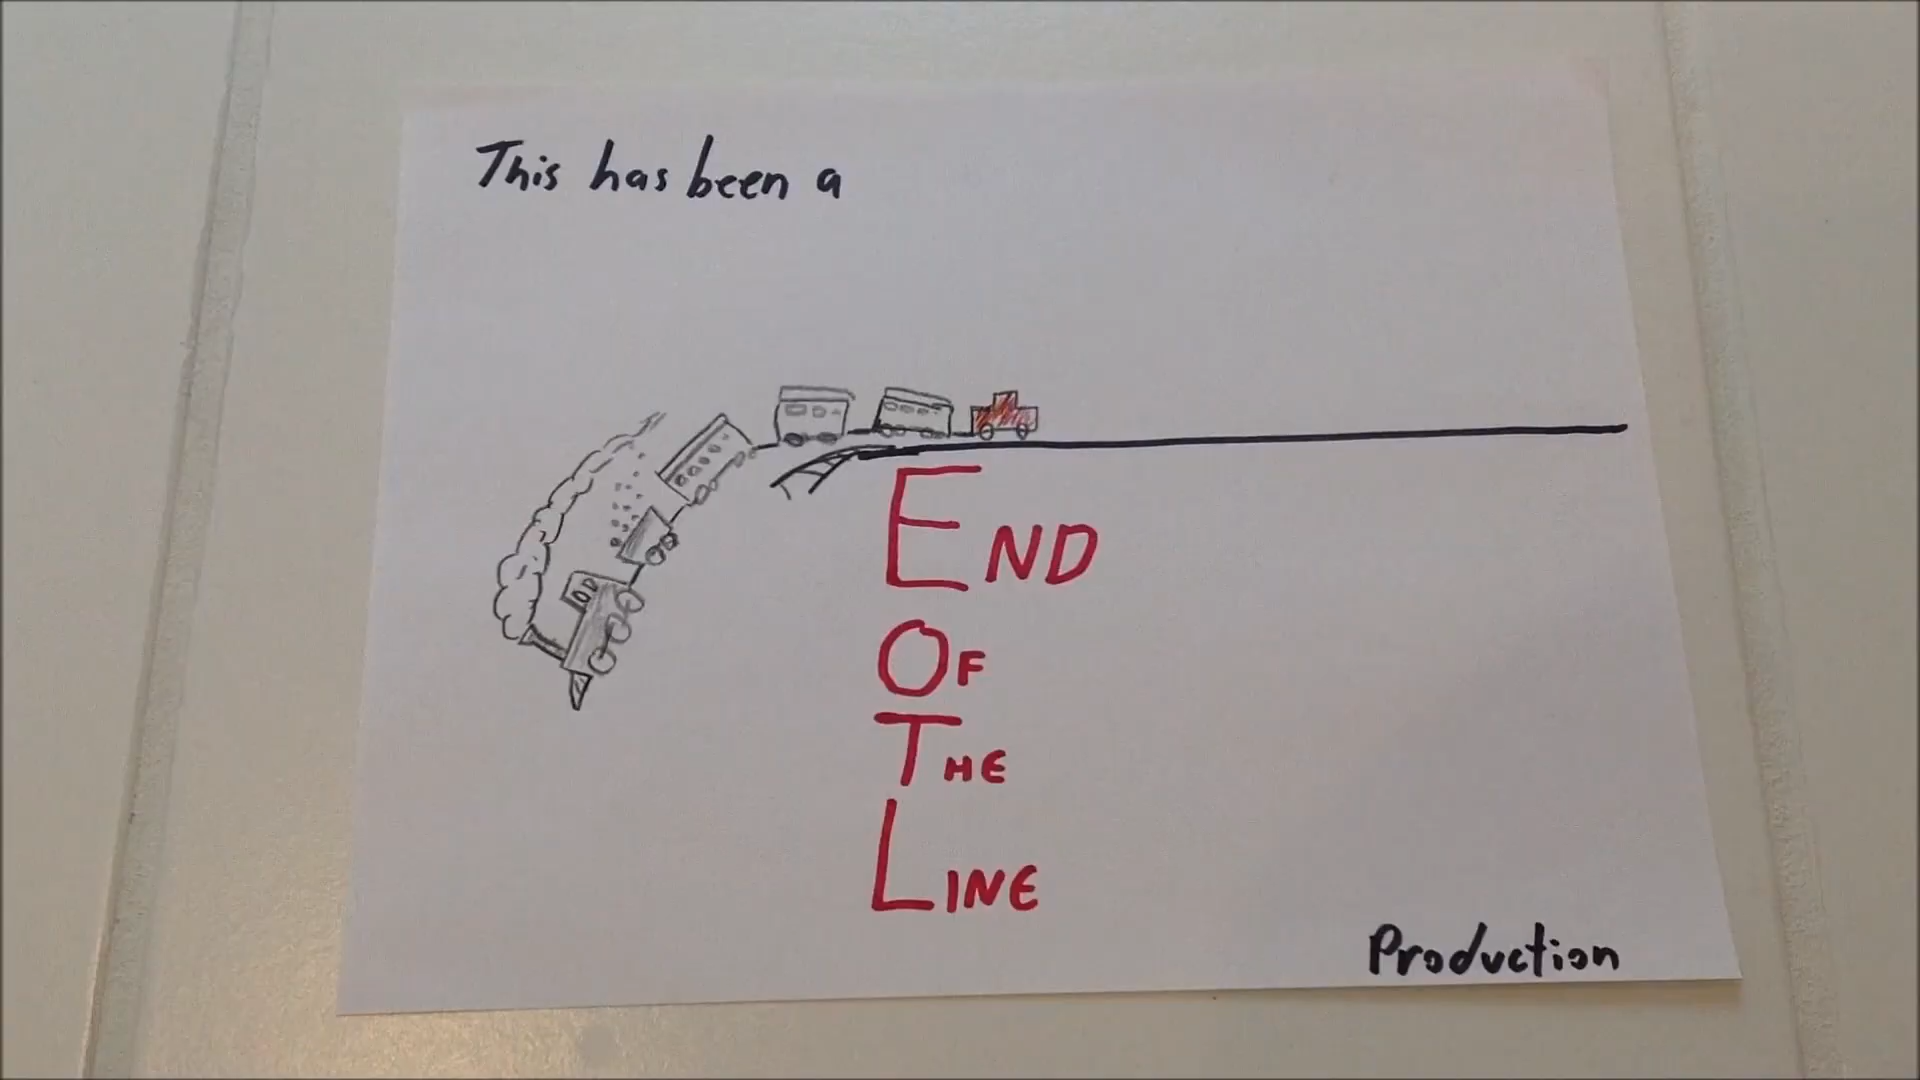 This has been a
END
OF
THE
LINE
Production